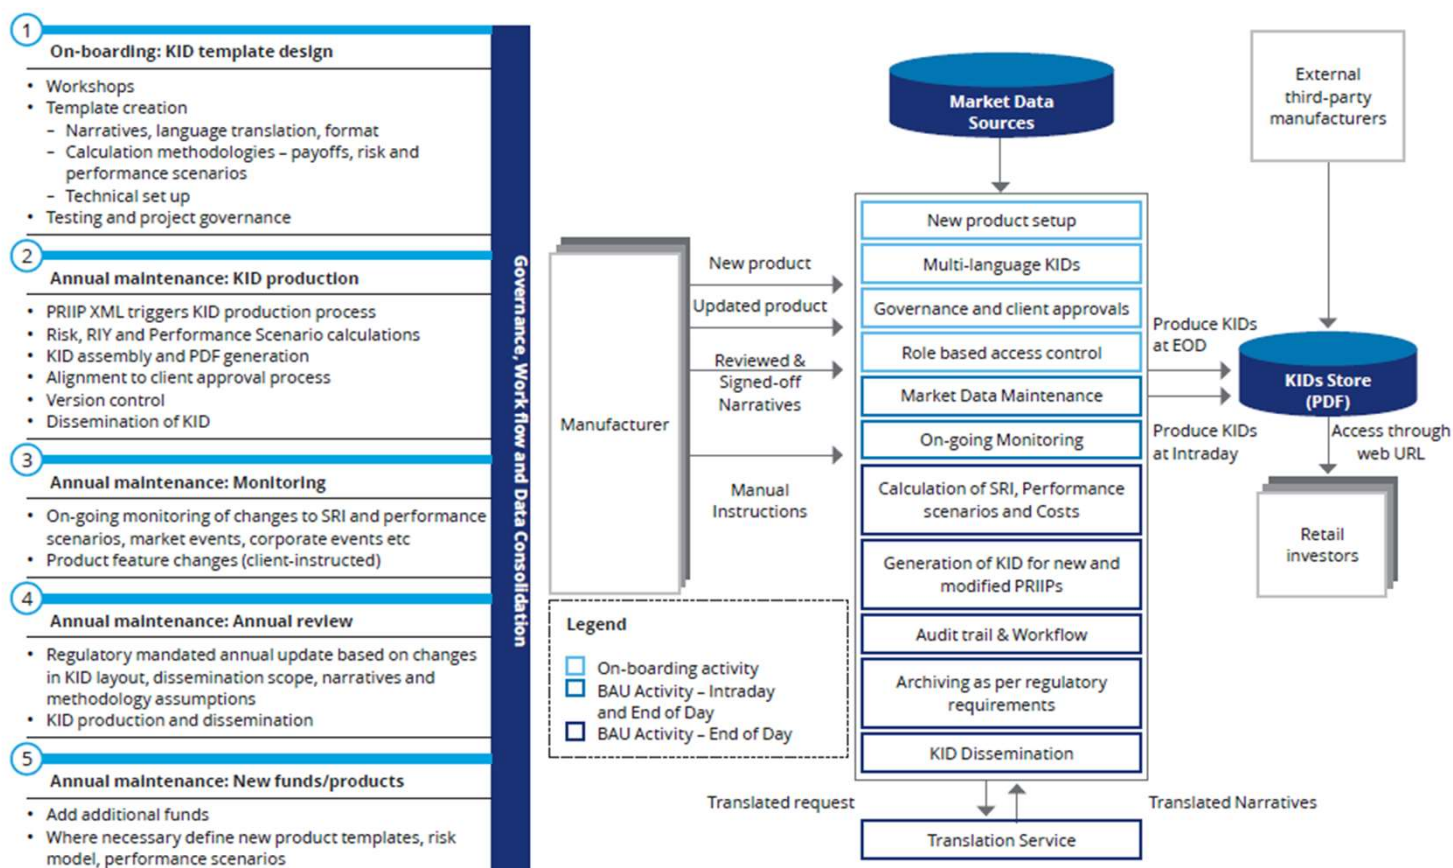 1
On-boarding: KID template design
• Workshops
• Template creation
– Narratives, language translation, format
– Calculation methodologies – payoffs, risk and
performance scenarios
– Technical set up
• Testing and project governance
2
Annual maintenance: KID production
• PRIIP XML triggers KID production process
• Risk, RIY and Performance Scenario calculations
• KID assembly and PDF generation
• Alignment to client approval process
• Version control
• Dissemination of KID
3
Annual maintenance: Monitoring
• On-going monitoring of changes to SRI and performance
scenarios, market events, corporate events etc
• Product feature changes (client-instructed)
4
Annual maintenance: Annual review
• Regulatory mandated annual update based on changes
in KID layout, dissemination scope, narratives and
methodology assumptions
• KID production and dissemination
5
Annual maintenance: New funds/products
• Add additional funds
• Where necessary define new product templates, risk
model, performance scenarios
Governance, Work flow and Data Consolidation
Manufacturer
New product
Updated product
Reviewed &
Signed-off
Narratives
Manual
Instructions
Legend
On-boarding activity
BAU Activity – Intraday
and End of Day
BAU Activity – End of Day
Market Data
Sources
New product setup
Multi-language KIDs
Governance and client approvals
Role based access control
Market Data Maintenance
On-going Monitoring
Calculation of SRI, Performance
scenarios and Costs
Generation of KID for new and
modified PRIIPs
Audit trail & Workflow
Archiving as per regulatory
requirements
KID Dissemination
Translated request
Translated Narratives
Translation Service
Produce KIDs
at EOD
Produce KIDs
at Intraday
External
third-party
manufacturers
KIDs Store
(PDF)
Access through
web URL
Retail
investors